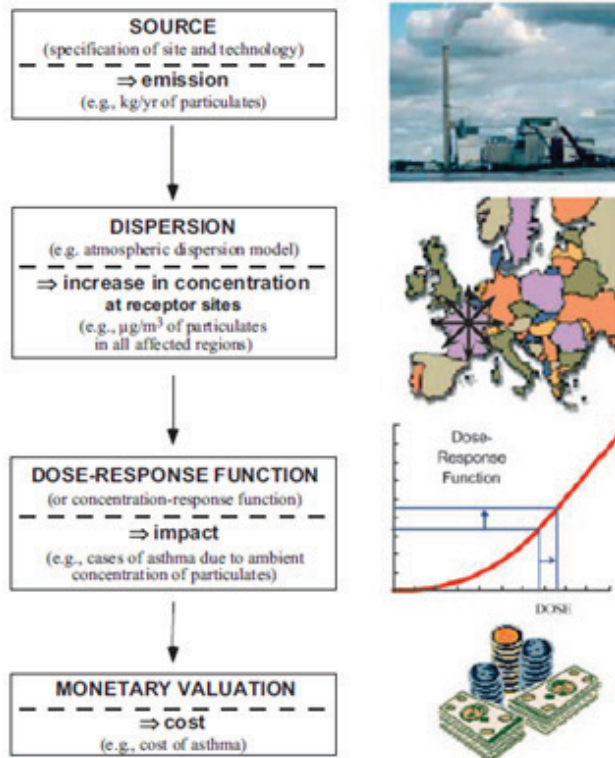 SOURCE
(specification of site and technology)
⇒ emission
(e.g., kg/yr of particulates)
DISPERSION
(e.g. atmospheric dispersion model)
⇒ increase in concentration
at receptor sites
(e.g., µg/m³ of particulates
in all affected regions)
DOSE-RESPONSE FUNCTION
(or concentration-response function)
⇒ impact
(e.g., cases of asthma due to ambient
concentration of particulates)
MONETARY VALUATION
⇒ cost
(e.g., cost of asthma)
Dose-
Response
Function
DOSE